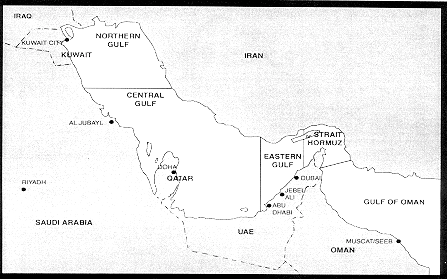 IRAQ
NORTHERN
GULF
KUWAIT CITY
KUWAIT
IRAN
CENTRAL
GULF
AL JUBAYL
STRAIT
HORMUZ
EASTERN
GULF
DOHA
QATAR
DUBAI
RIYADH
JEBEL
ALI
ABU
DHABI
GULF OF OMAN
SAUDI ARABIA
UAE
MUSCAT/SEEB
OMAN